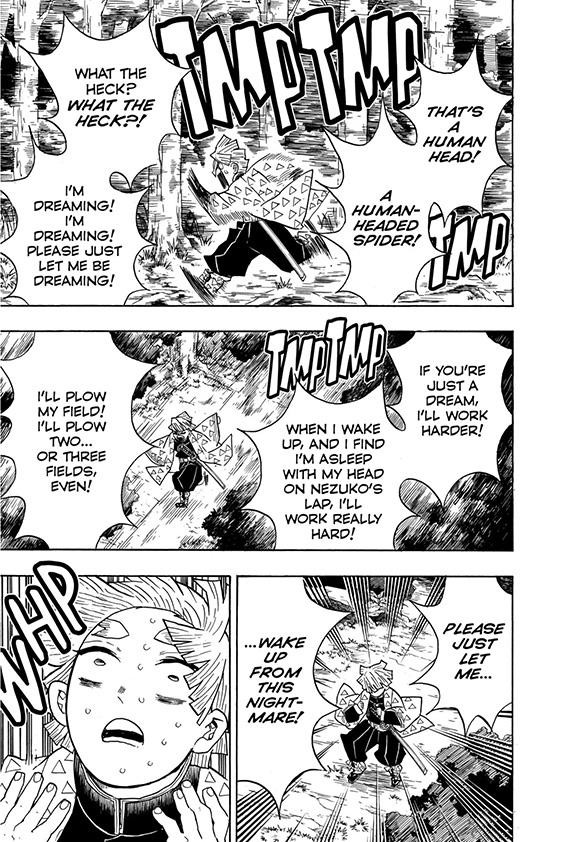 THAT'S
A
HUMAN
HEAD!
A
HUMAN-
HEADED
SPIDER!
TMP
TMP TMP
WHAT THE
HECK?
WHAT THE
HECK?!
I'M
DREAMING!
I'M
DREAMING!
PLEASE JUST
LET ME BE
DREAMING!
IF YOU'RE
JUST A
DREAM,
I'LL WORK
HARDER!
TMP TMP
WHEN I WAKE
UP, AND I FIND
I'M ASLEEP
WITH MY HEAD
ON NEZUKO'S
LAP, I'LL
WORK REALLY
HARD!
I'LL PLOW
MY FIELD!
I'LL PLOW
TWO...
OR THREE
FIELDS,
EVEN!
PLEASE
JUST
LET
ME...
...WAKE
UP
FROM
THIS
NIGHT-
MARE!
WHP